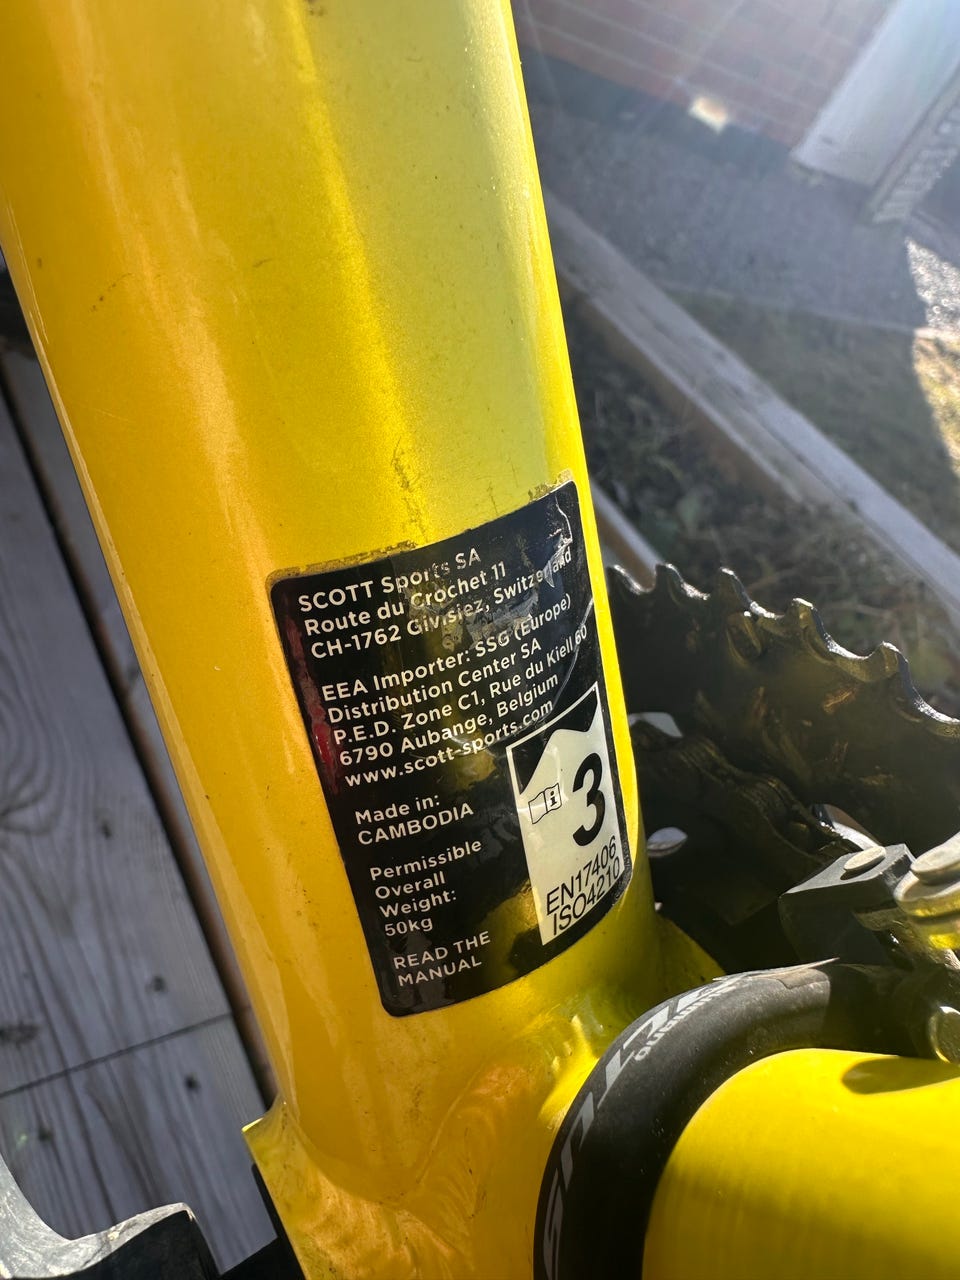 SCOTT Sports SA
Route du Crochet 11
CH-1762 Givisiez, Switzerland
EEA Importer: SSG (Europe)
Distribution Center SA
P.E.D. Zone C1, Rue du Kiell 60
6790 Aubange, Belgium
www.scott-sports.com
Made in:
CAMBODIA
Permissible
Overall
Weight:
50kg
READ THE
MANUAL
i
3
EN17406
ISO4210